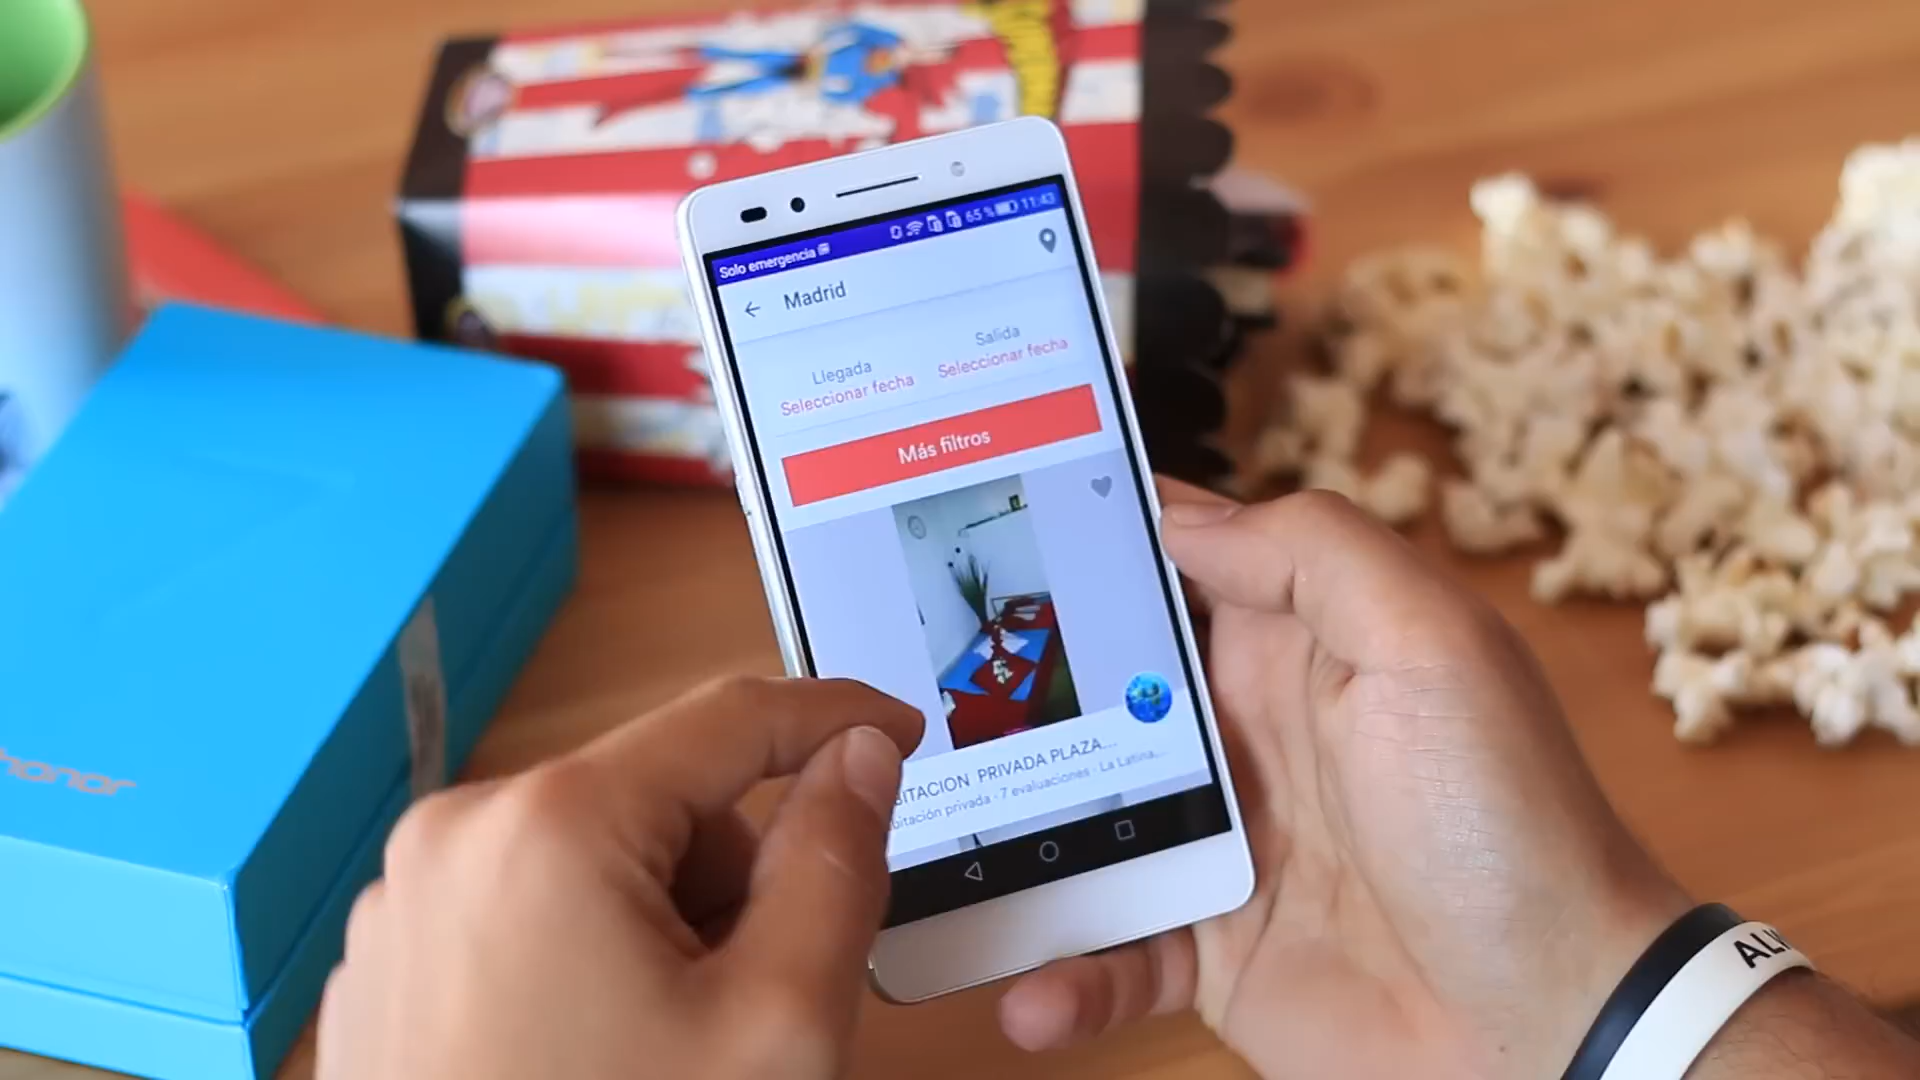 Solo emergencia
65 % 11:43
Madrid
Llegada
Seleccionar fecha
Salida
Seleccionar fecha
Más filtros
BITACION PRIVADA PLAZA...
bitación privada · 7 evaluaciones · La Latina...
honor